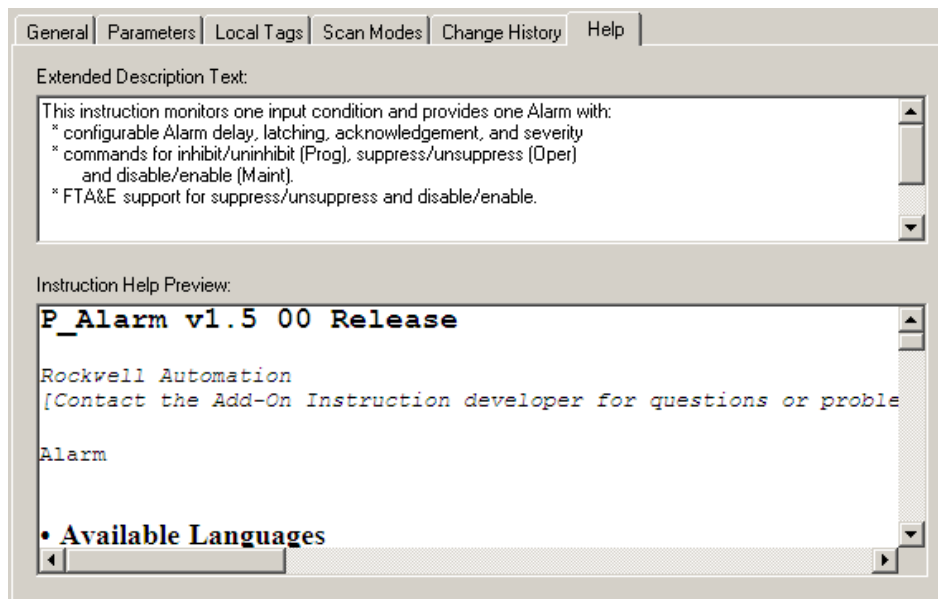 General Parameters Local Tags Scan Modes Change History Help
Extended Description Text:
This instruction monitors one input condition and provides one Alarm with:
* configurable Alarm delay, latching, acknowledgement, and severity
* commands for inhibit/uninhibit (Prog), suppress/unsuppress (Oper)
and disable/enable (Maint).
* FTA&E support for suppress/unsuppress and disable/enable.
Instruction Help Preview:
P_Alarm v1.5 00 Release
Rockwell Automation
[Contact the Add-On Instruction developer for questions or proble
Alarm
• Available Languages